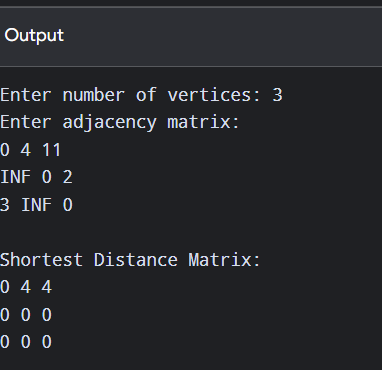 Output
Enter number of vertices: 3
Enter adjacency matrix:
0 4 11
INF 0 2
3 INF 0
Shortest Distance Matrix:
0 4 4
0 0 0
0 0 0